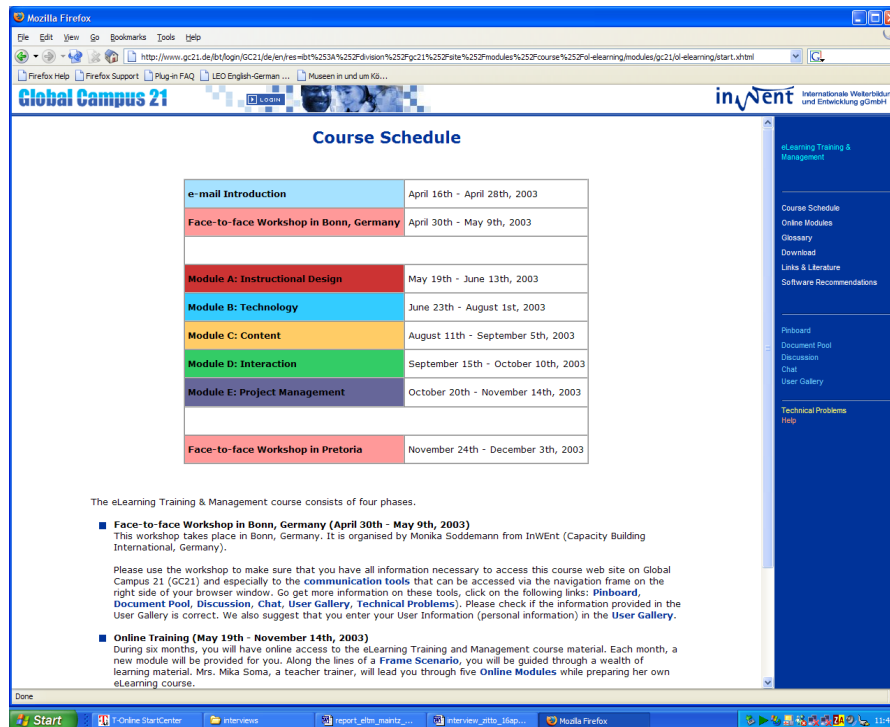 Mozilla Firefox
File Edit View Go Bookmarks Tools Help
http://www.gc21.de/ibt/login/GC21/de/en/res=ibt%253A%252Fdivision%252Fgc21%252Fsite%252Fmodules%252Fcourse%252Fol-elearning/modules/gc21/ol-elearning/start.xhtml
Firefox Help Firefox Support Plug-in FAQ LEO English-German ... Museen in und um Kö...
Global Campus 21 LOGIN inwent Internationale Weiterbildung
und Entwicklung gGmbH
Course Schedule
e-mail Introduction April 16th - April 28th, 2003
Face-to-face Workshop in Bonn, Germany April 30th - May 9th, 2003
Module A: Instructional Design May 19th - June 13th, 2003
Module B: Technology June 23th - August 1st, 2003
Module C: Content August 11th - September 5th, 2003
Module D: Interaction September 15th - October 10th, 2003
Module E: Project Management October 20th - November 14th, 2003
Face-to-face Workshop in Pretoria November 24th - December 3th, 2003
The eLearning Training & Management course consists of four phases.
Face-to-face Workshop in Bonn, Germany (April 30th - May 9th, 2003)
This workshop takes place in Bonn, Germany. It is organised by Monika Soddemann from InWEnt (Capacity Building
International, Germany).
Please use the workshop to make sure that you have all information necessary to access this course web site on Global
Campus 21 (GC21) and especially to the communication tools that can be accessed via the navigation frame on the
right side of your browser window. Go get more information on these tools, click on the following links: Pinboard,
Document Pool, Discussion, Chat, User Gallery, Technical Problems). Please check if the information provided in the
User Gallery is correct. We also suggest that you enter your User Information (personal information) in the User Gallery.
Online Training (May 19th - November 14th, 2003)
During six months, you will have online access to the eLearning Training and Management course material. Each month, a
new module will be provided for you. Along the lines of a Frame Scenario, you will be guided through a wealth of
learning material. Mrs. Mika Soma, a teacher trainer, will lead you through five Online Modules while preparing her own
eLearning course.
eLearning Training &
Management
Course Schedule
Online Modules
Glossary
Download
Links & Literature
Software Recommendations
Pinboard
Document Pool
Discussion
Chat
User Gallery
Technical Problems
Help
Done
Start T-Online StartCenter interviews report_eltm_maintz_... interview_zitto_16ap... Mozilla Firefox